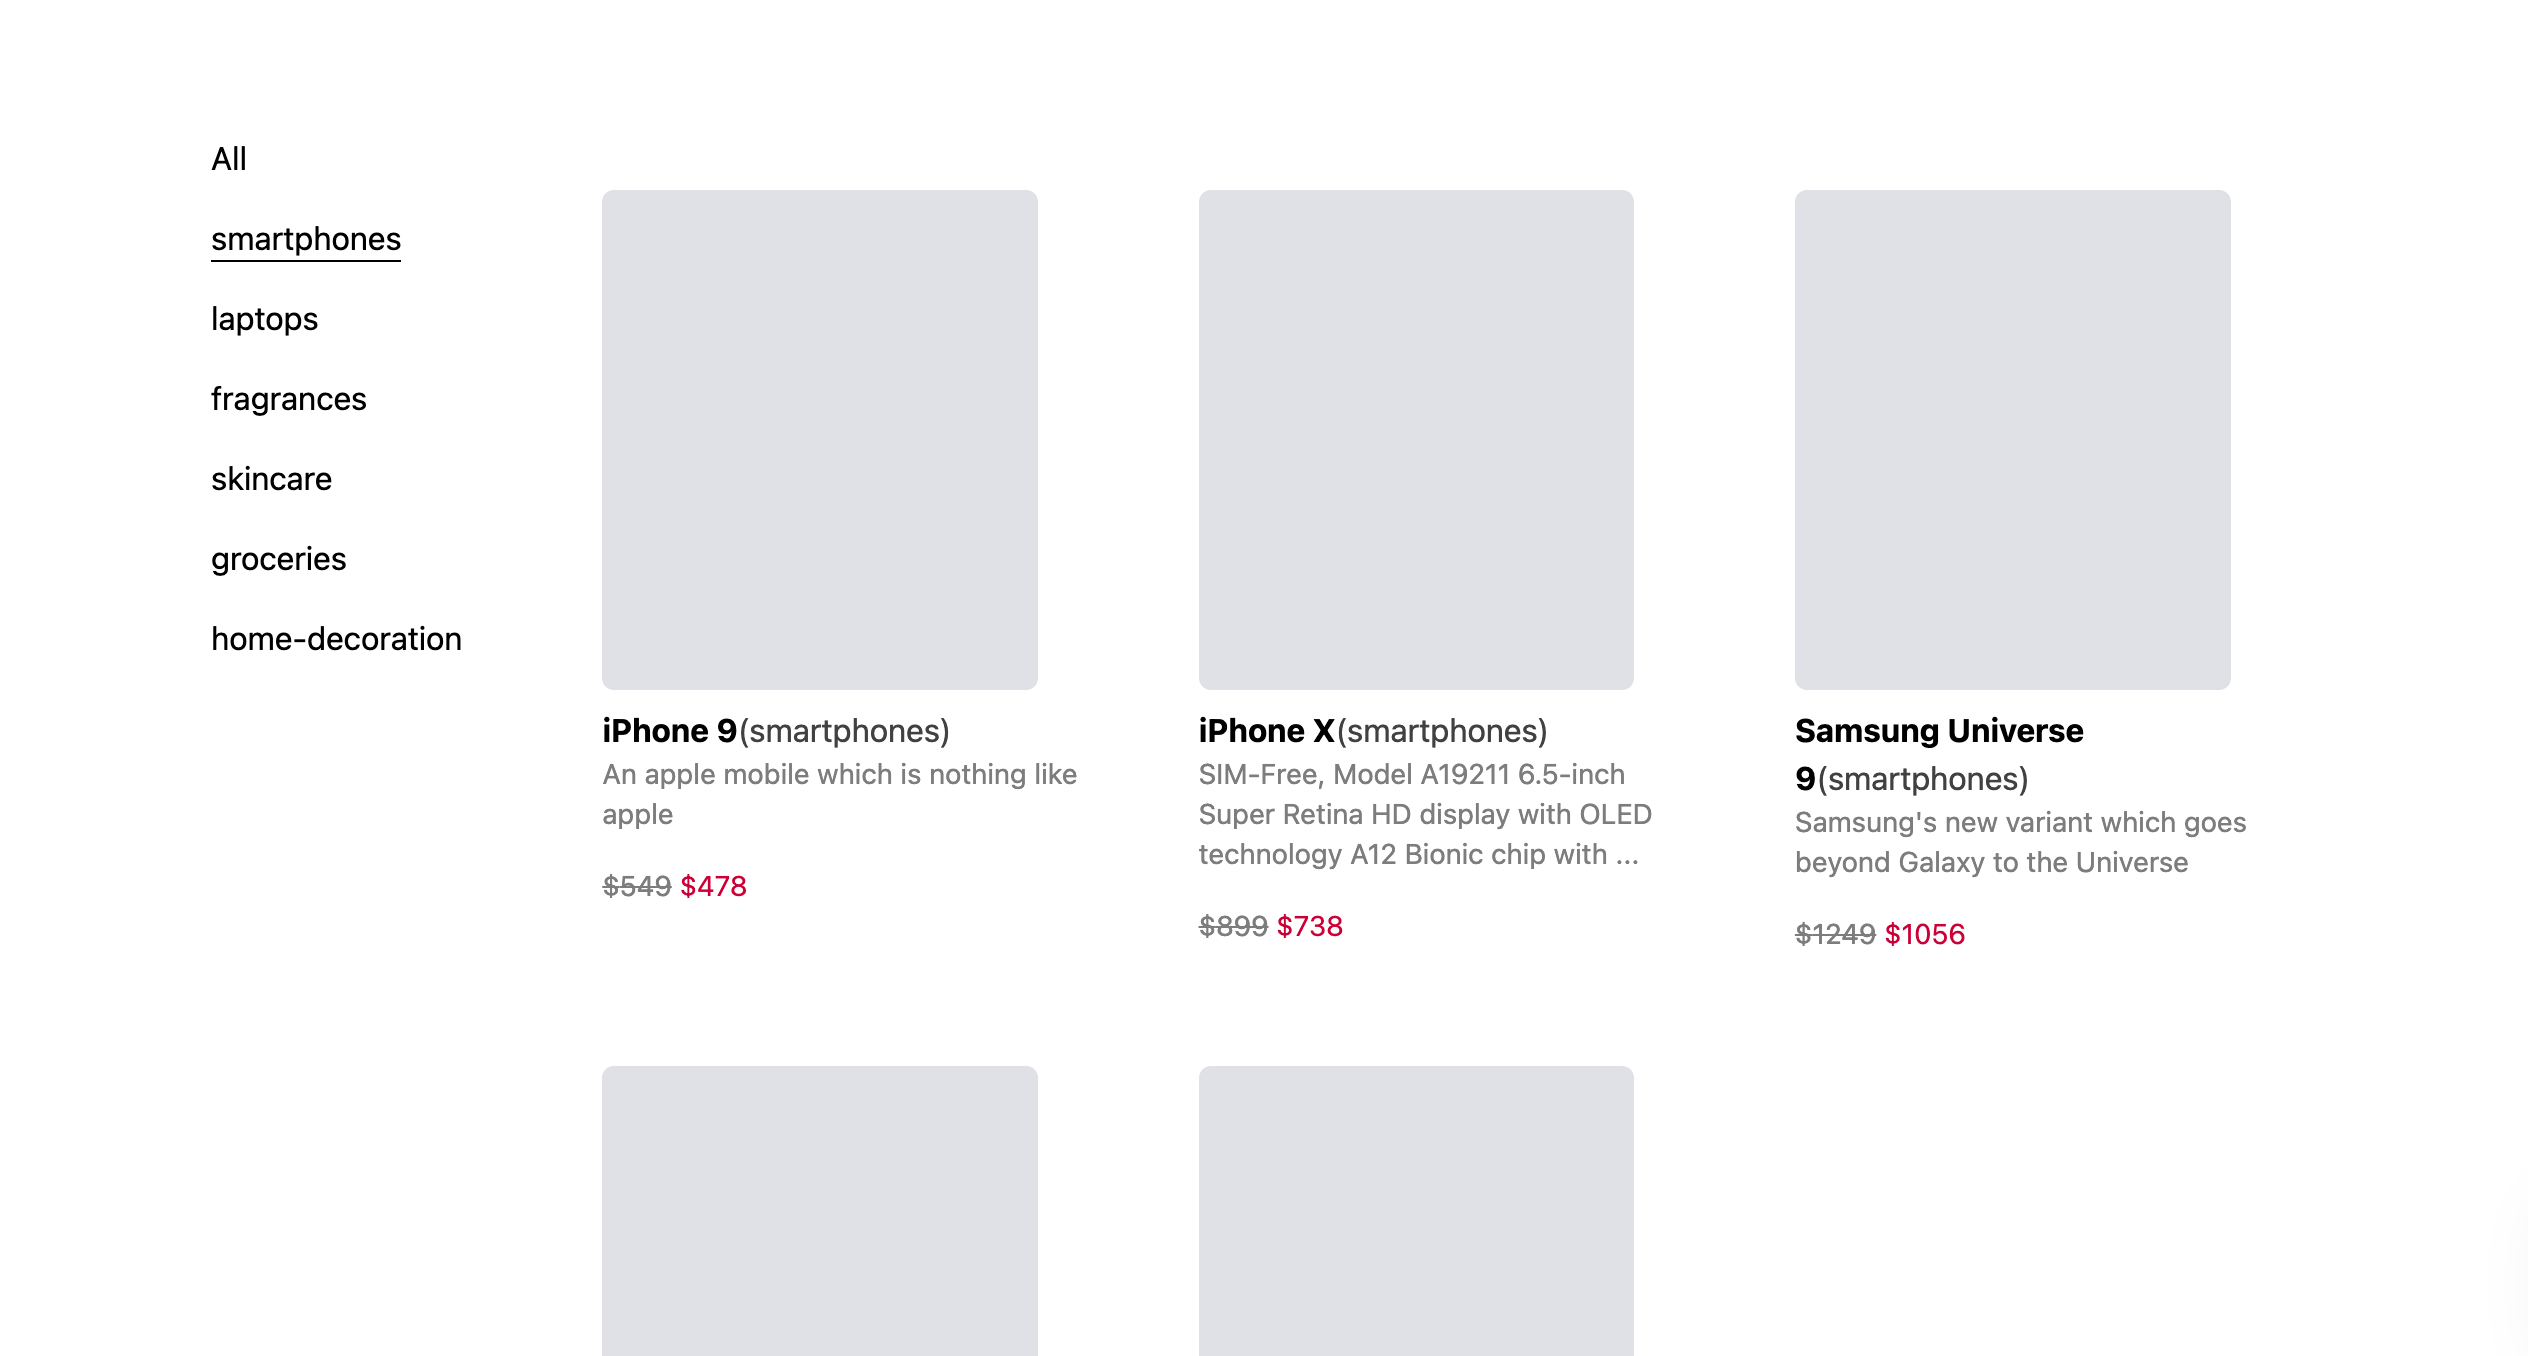 All
smartphones
laptops
fragrances
skincare
groceries
home-decoration
iPhone 9(smartphones)
An apple mobile which is nothing like
apple
$549 $478
iPhone X(smartphones)
SIM-Free, Model A19211 6.5-inch
Super Retina HD display with OLED
technology A12 Bionic chip with ...
$899 $738
Samsung Universe
9(smartphones)
Samsung's new variant which goes
beyond Galaxy to the Universe
$1249 $1056